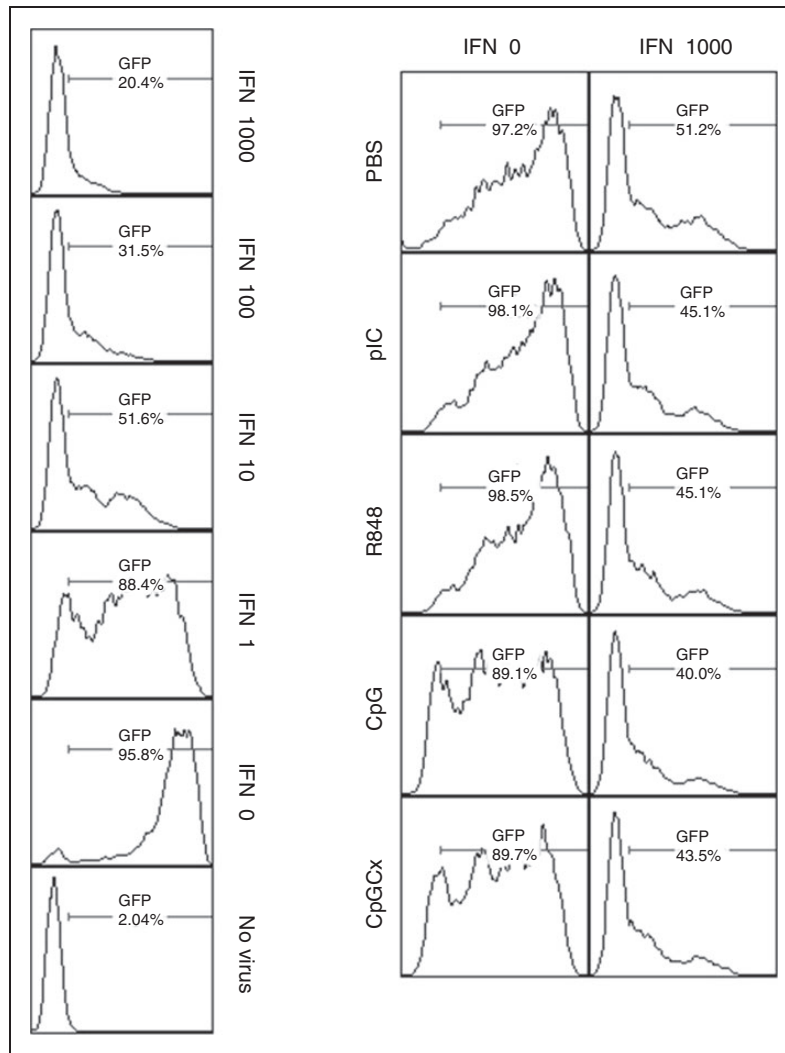 GFP
20.4%
IFN 1000
GFP
31.5%
IFN 100
GFP
51.6%
IFN 10
GFP
88.4%
IFN 1
GFP
95.8%
IFN 0
GFP
2.04%
No virus
IFN 0
IFN 1000
PBS
GFP
97.2%
GFP
51.2%
pIC
GFP
98.1%
GFP
45.1%
R848
GFP
98.5%
GFP
45.1%
CpG
GFP
89.1%
GFP
40.0%
CpGCx
GFP
89.7%
GFP
43.5%